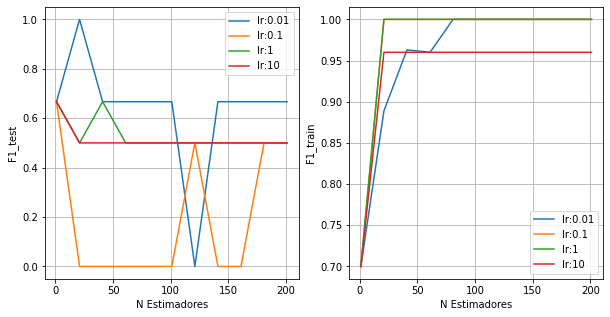 1.0
0.8
0.6
0.4
0.2
0.0
F1_test
0
50
100
150
200
N Estimadores
lr:0.01
lr:0.1
lr:1
lr:10
1.00
0.95
0.90
0.85
0.80
0.75
0.70
F1_train
0
50
100
150
200
N Estimadores
lr:0.01
lr:0.1
lr:1
lr:10